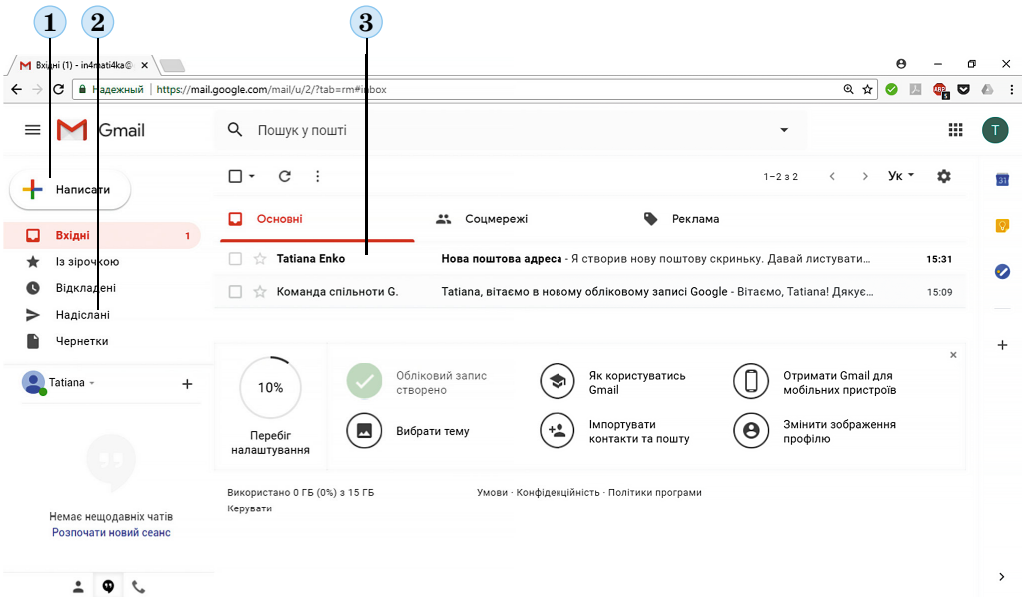 1 2 3
Вхідні (1) - in4mati4ka@
Надежный https://mail.google.com/mail/u/2/?tab=rm#inbox
Gmail
Пошук у пошті
T
Написати
1–2 з 2
Ук
31
Основні
Соцмережі
Реклама
Вхідні 1
Із зірочкою
Відкладені
Надіслані
Чернетки
Tatiana Enko Нова поштова адреса - Я створив нову поштову скриньку. Давай листувати… 15:31
Команда спільноти G. Tatiana, вітаємо в новому обліковому записі Google - Вітаємо, Tatiana! Дякує… 15:09
Tatiana
10%
Перебіг
налаштування
Обліковий запис
створено
Як користуватись
Gmail
Отримати Gmail для
мобільних пристроїв
Вибрати тему
Імпортувати
контакти та пошту
Змінити зображення
профілю
Використано 0 ГБ (0%) з 15 ГБ
Керувати
Умови · Конфіденційність · Політики програми
Немає нещодавніх чатів
Розпочати новий сеанс